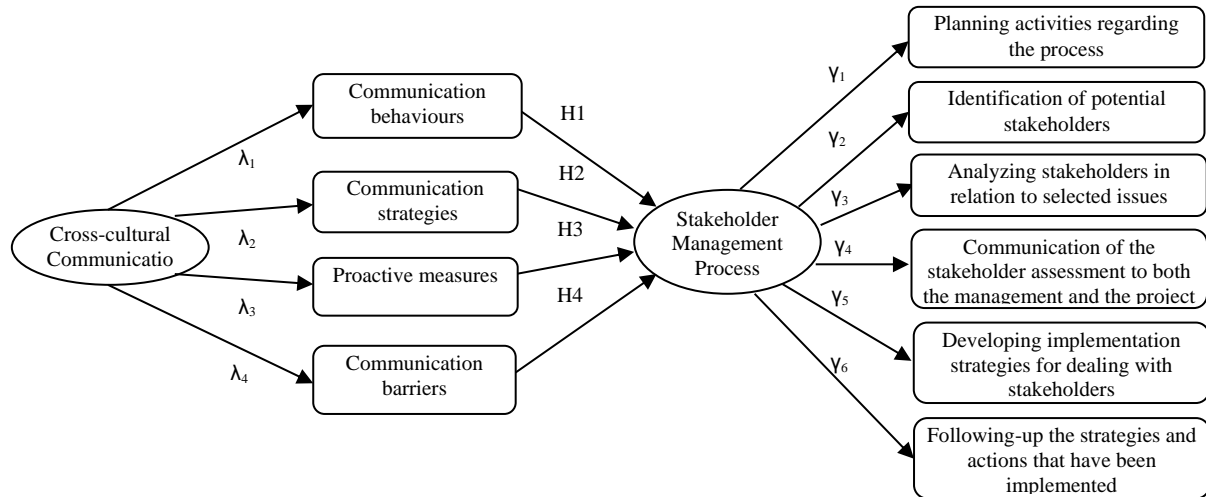 Cross-cultural
Communicatio
λ1
λ2
λ3
λ4
Communication
behaviours
Communication
strategies
Proactive measures
Communication
barriers
H1
H2
H3
H4
Stakeholder
Management
Process
γ1
γ2
γ3
γ4
γ5
γ6
Planning activities regarding
the process
Identification of potential
stakeholders
Analyzing stakeholders in
relation to selected issues
Communication of the
stakeholder assessment to both
the management and the project
Developing implementation
strategies for dealing with
stakeholders
Following-up the strategies and
actions that have been
implemented